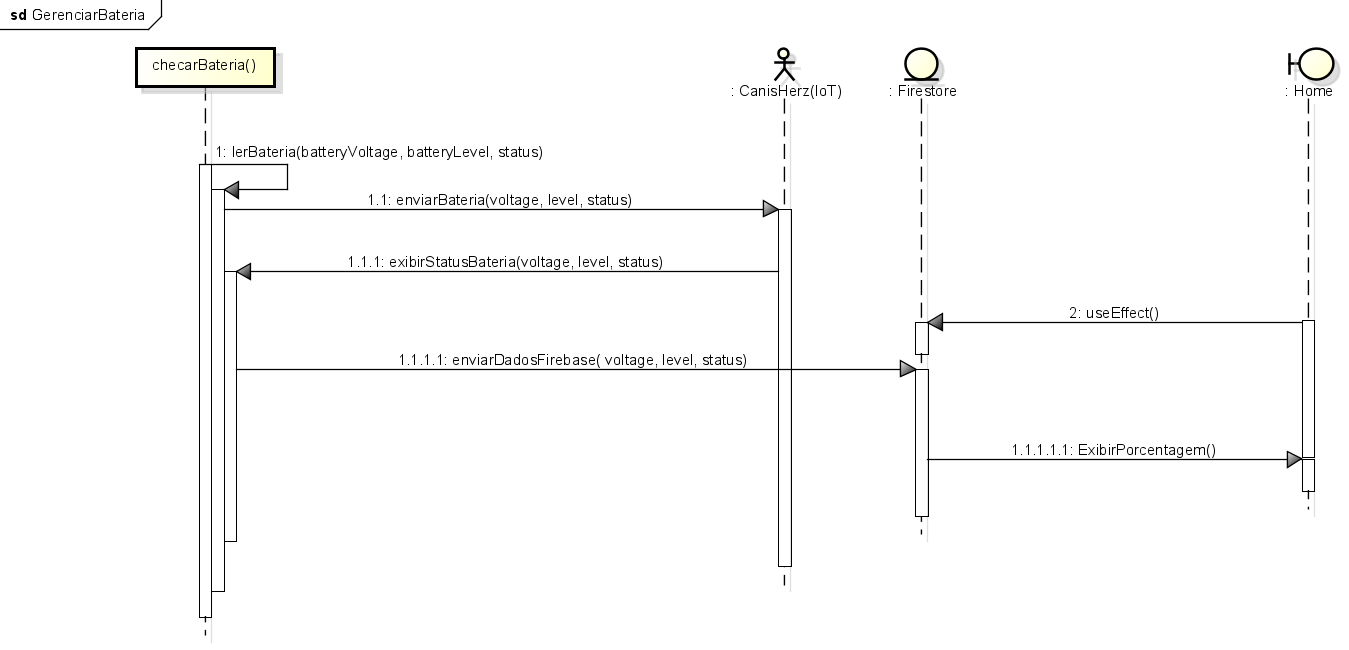 sd GerenciarBateria
checarBateria()
: CanisHerz(IoT)
: Firestore
: Home
1: lerBateria(batteryVoltage, batteryLevel, status)
1.1: enviarBateria(voltage, level, status)
1.1.1: exibirStatusBateria(voltage, level, status)
2: useEffect()
1.1.1.1: enviarDadosFirebase( voltage, level, status)
1.1.1.1.1: ExibirPorcentagem()